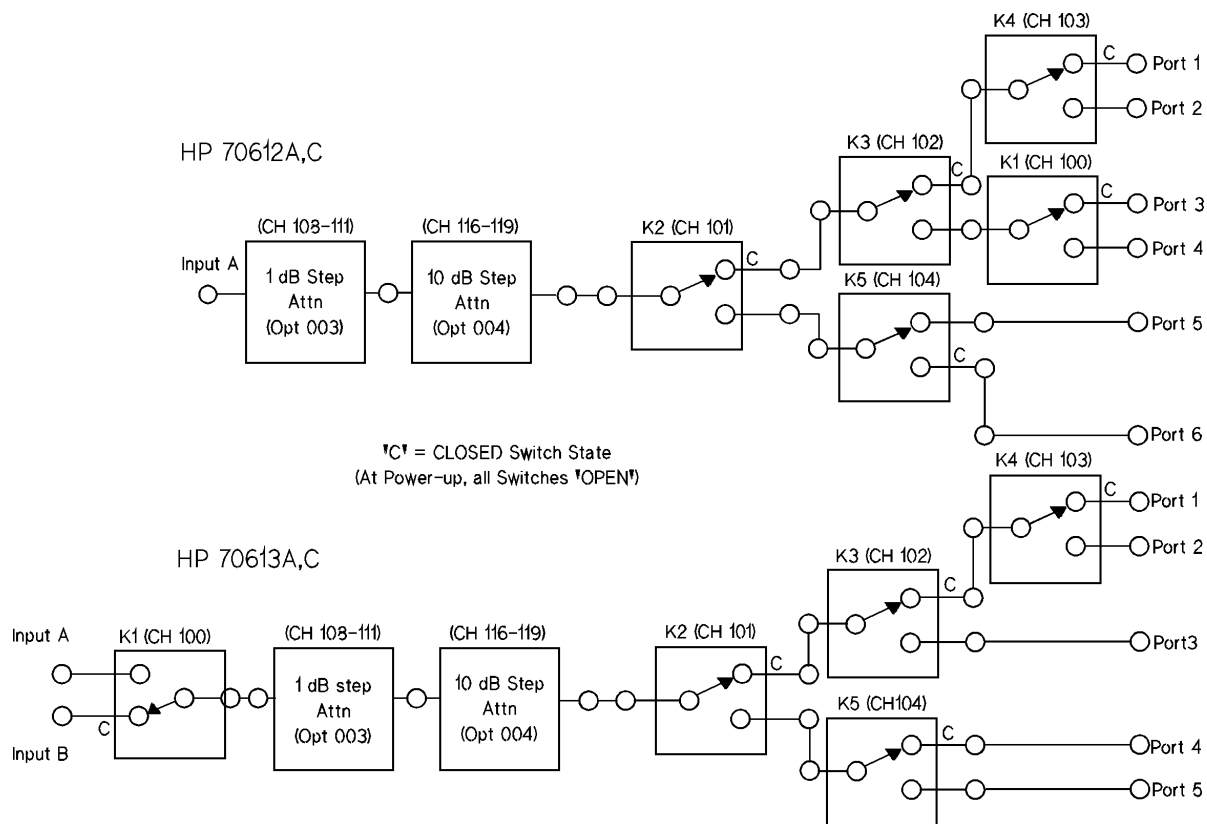 K4 (CH 103)
C
Port 1
Port 2
HP 70612A,C
K3 (CH 102)
C
K1 (CH 100)
C
Port 3
Port 4
(CH 108-111)
(CH 116-119)
K2 (CH 101)
Input A
1 dB Step
Attn
(Opt 003)
10 dB Step
Attn
(Opt 004)
C
K5 (CH 104)
Port 5
C
Port 6
"C" = CLOSED Switch State
(At Power-up, all Switches "OPEN")
K4 (CH 103)
C
Port 1
Port 2
HP 70613A,C
K3 (CH 102)
C
Port3
Input A
K1 (CH 100)
(CH 108-111)
(CH 116-119)
K2 (CH 101)
C
Input B
1 dB step
Attn
(Opt 003)
10 dB Step
Attn
(Opt 004)
C
K5 (CH104)
C
Port 4
Port 5